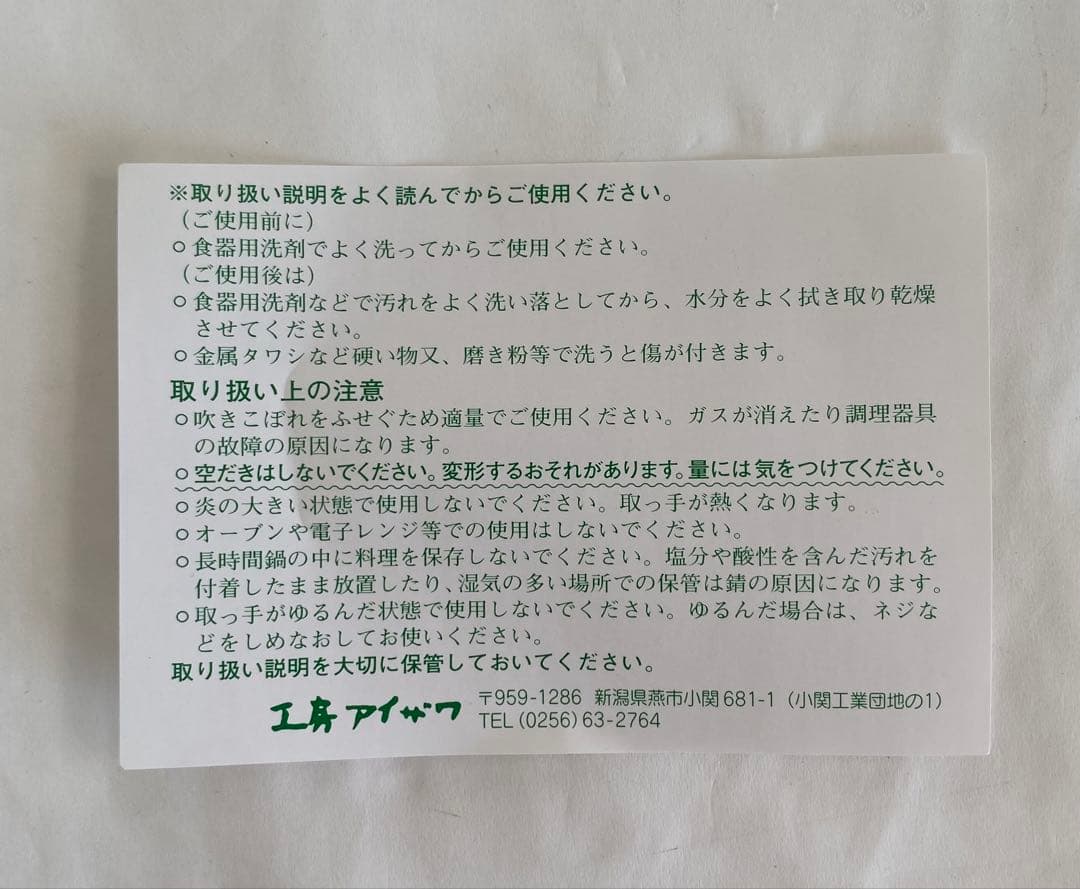 ※取り扱い説明をよく読んでからご使用ください。
(ご使用前に)
○食器用洗剤でよく洗ってからご使用ください。
(ご使用後は)
○食器用洗剤などで汚れをよく洗い落としてから、水分をよく拭き取り乾燥
させてください。
○金属タワシなど硬い物又、磨き粉等で洗うと傷が付きます。
取り扱い上の注意
○吹きこぼれをふせぐため適量でご使用ください。ガスが消えたり調理器具
の故障の原因になります。
○空だきはしないでください。変形するおそれがあります。量には気をつけてください。
○炎の大きい状態で使用しないでください。取っ手が熱くなります。
○オーブンや電子レンジ等での使用はしないでください。
○長時間鍋の中に料理を保存しないでください。塩分や酸性を含んだ汚れを
付着したまま放置したり、湿気の多い場所での保管は錆の原因になります。
○取っ手がゆるんだ状態で使用しないでください。ゆるんだ場合は、ネジな
どをしめなおしてお使いください。
取り扱い説明を大切に保管しておいてください。
工房アイザワ 〒959-1286 新潟県燕市小関681-1(小関工業団地の1)
TEL(0256)63-2764